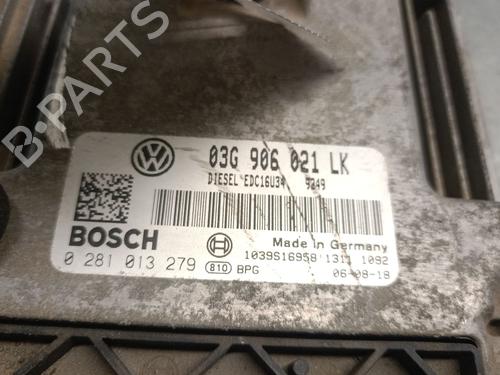 B-PARTS
03G 906 021 LK
DIESEL EDC16U34 9249
BOSCH
Made in Germany
0 281 013 279
810 BPG
1039S16958 1311 1092
06-08-18